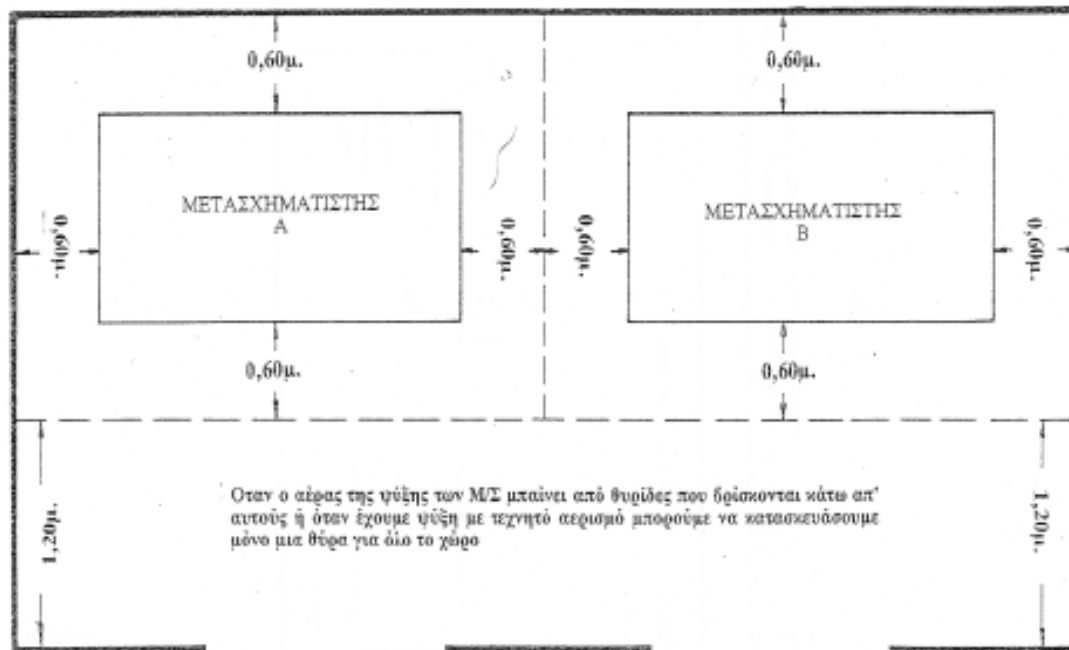 0,60μ.
0,60μ.
ΜΕΤΑΣΧΗΜΑΤΙΣΤΗΣ
Α
ΜΕΤΑΣΧΗΜΑΤΙΣΤΗΣ
Β
0,60μ.
0,60μ.
0,60μ.
0,60μ.
0,60μ.
0,60μ.
1,20μ.
Οταν ο αέρας της ψύξης των Μ/Σ μπαίνει από θυρίδες που βρίσκονται κάτω απ'
αυτούς ή όταν έχουμε ψύξη με τεχνητό αερισμό μπορούμε να κατασκευάσουμε
μόνο μια θύρα για όλο το χώρο
1,20μ.